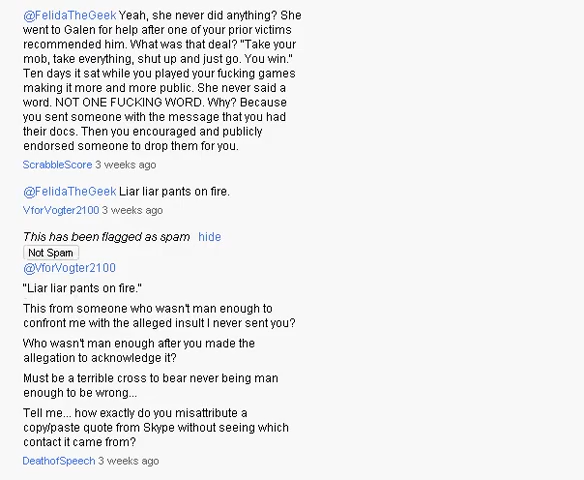 @FelidaTheGeek Yeah, she never did anything? She
went to Galen for help after one of your prior victims
recommended him. What was that deal? "Take your
mob, take everything, shut up and just go. You win."
Ten days it sat while you played your fucking games
making it more and more public. She never said a
word. NOT ONE FUCKING WORD. Why? Because
you sent someone with the message that you had
their docs. Then you encouraged and publicly
endorsed someone to drop them for you.
ScrabbleScore 3 weeks ago
@FelidaTheGeek Liar liar pants on fire.
VforVogter2100 3 weeks ago
This has been flagged as spam hide
Not Spam
@VforVogter2100
"Liar liar pants on fire."
This from someone who wasn't man enough to
confront me with the alleged insult I never sent you?
Who wasn't man enough after you made the
allegation to acknowledge it?
Must be a terrible cross to bear never being man
enough to be wrong...
Tell me... how exactly do you misattribute a
copy/paste quote from Skype without seeing which
contact it came from?
DeathofSpeech 3 weeks ago